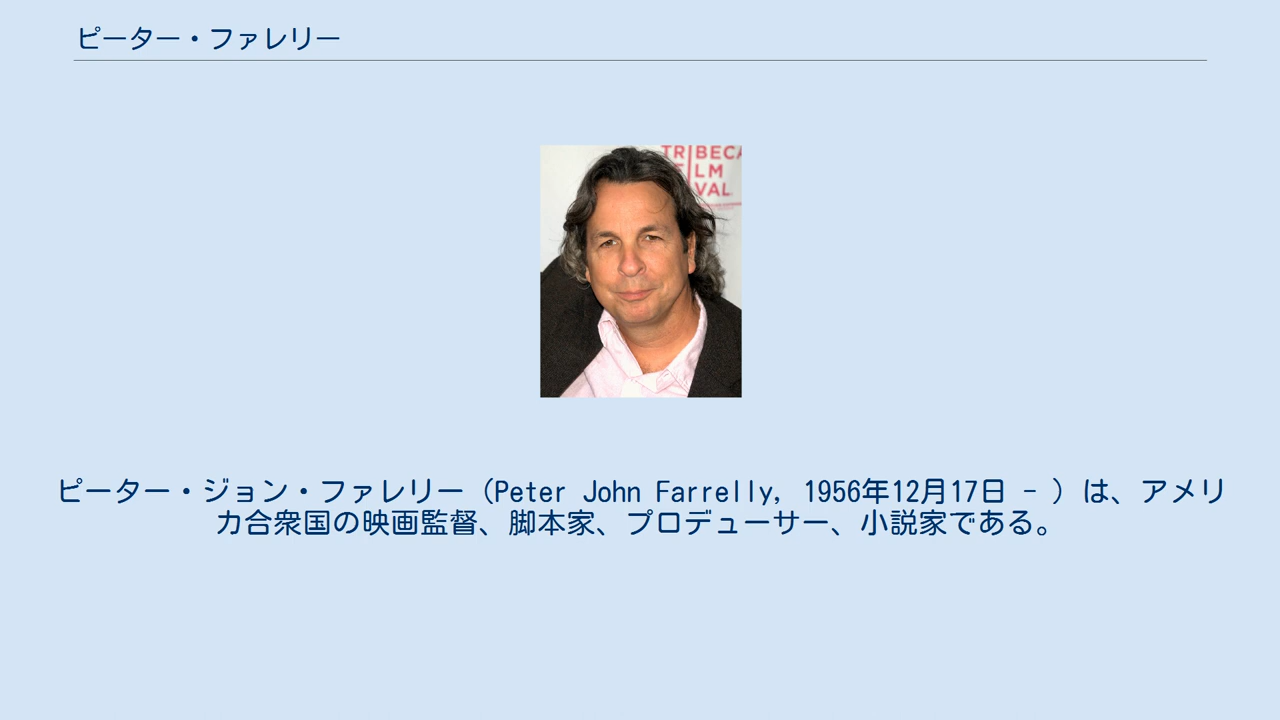 ピーター・ファレリー
TRIBECA
FILM
VAL
ピーター・ジョン・ファレリー（Peter John Farrelly, 1956年12月17日 - ）は、アメリ
カ合衆国の映画監督、脚本家、プロデューサー、小説家である。